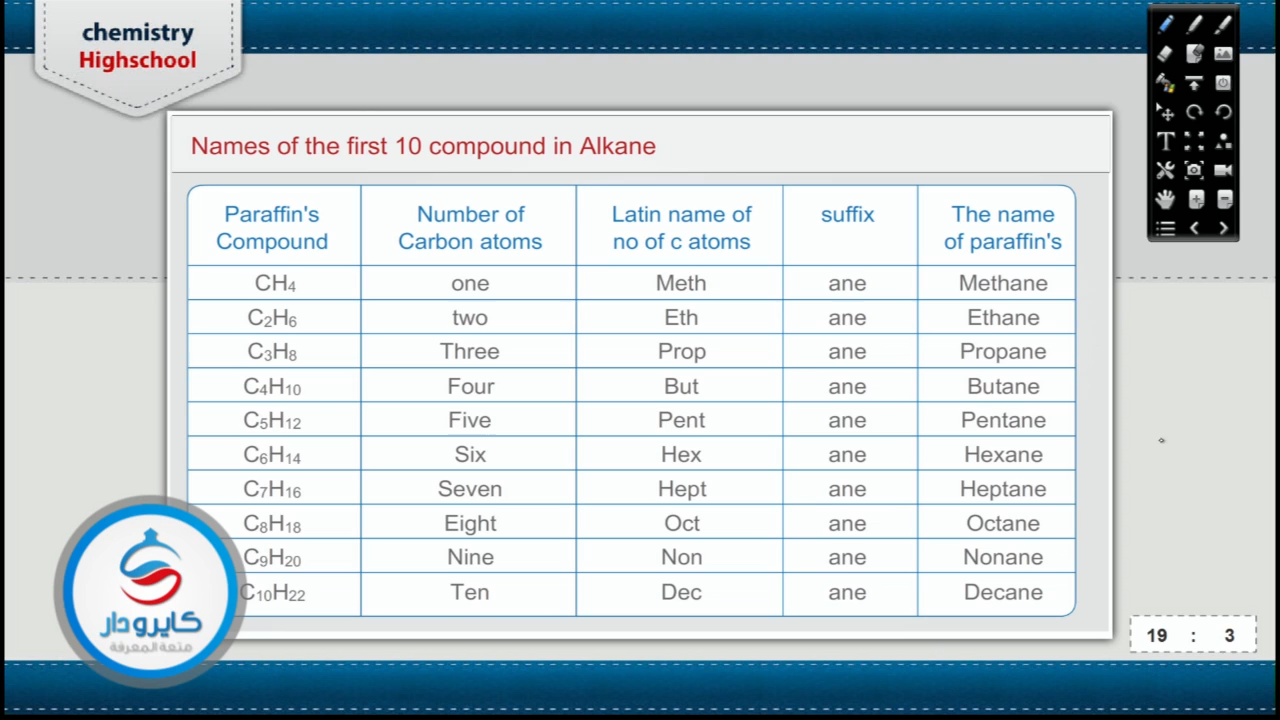 chemistry
Highschool
Names of the first 10 compound in Alkane
Paraffin's Compound | Number of Carbon atoms | Latin name of no of c atoms | suffix | The name of paraffin's
CH₄ | one | Meth | ane | Methane
C₂H₆ | two | Eth | ane | Ethane
C₃H₈ | Three | Prop | ane | Propane
C₄H₁₀ | Four | But | ane | Butane
C₅H₁₂ | Five | Pent | ane | Pentane
C₆H₁₄ | Six | Hex | ane | Hexane
C₇H₁₆ | Seven | Hept | ane | Heptane
C₈H₁₈ | Eight | Oct | ane | Octane
C₉H₂₀ | Nine | Non | ane | Nonane
C₁₀H₂₂ | Ten | Dec | ane | Decane
كايرودار
متعة المعرفة
19 : 3